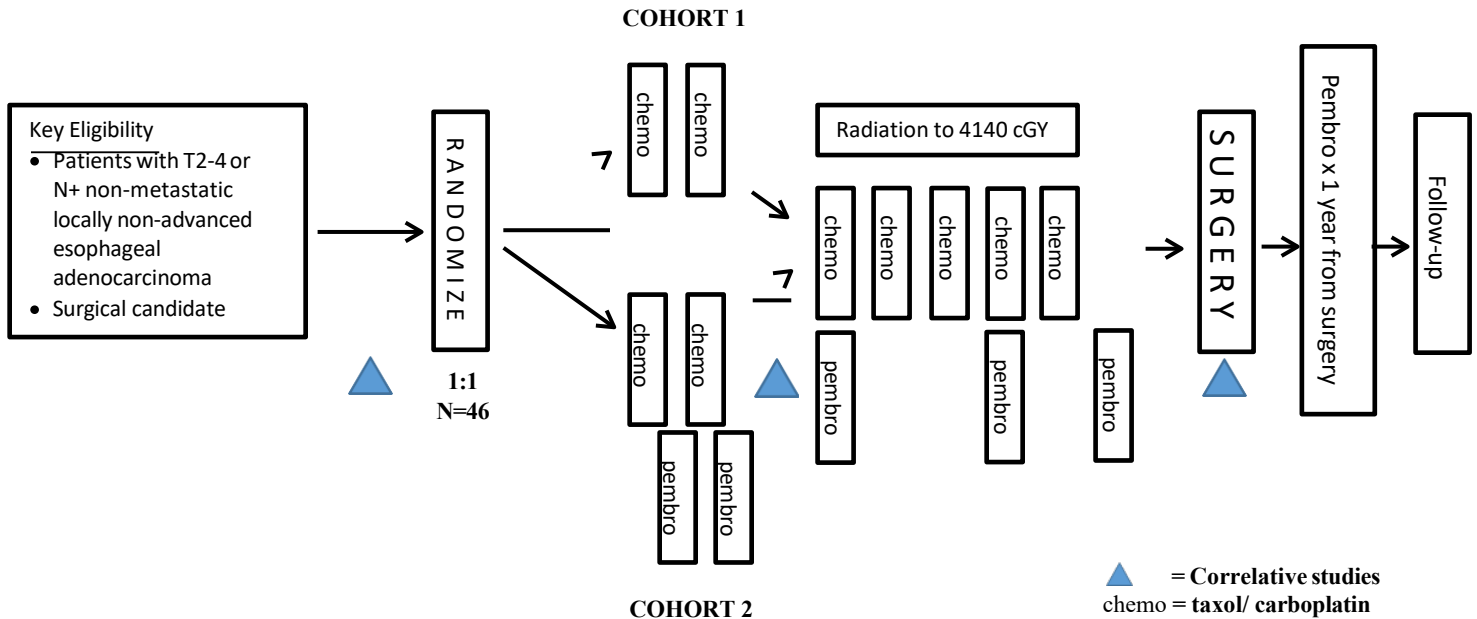 COHORT 1
Key Eligibility
• Patients with T2-4 or
N+ non-metastatic
locally non-advanced
esophageal
adenocarcinoma
• Surgical candidate
RANDOMIZE
1:1
N=46
chemo
chemo
chemo
chemo
pembro
pembro
COHORT 2
Radiation to 4140 cGY
chemo
chemo
chemo
chemo
chemo
pembro
pembro
pembro
SURGERY
Pembro x 1 year from surgery
Follow-up
= Correlative studies
chemo = taxol/ carboplatin